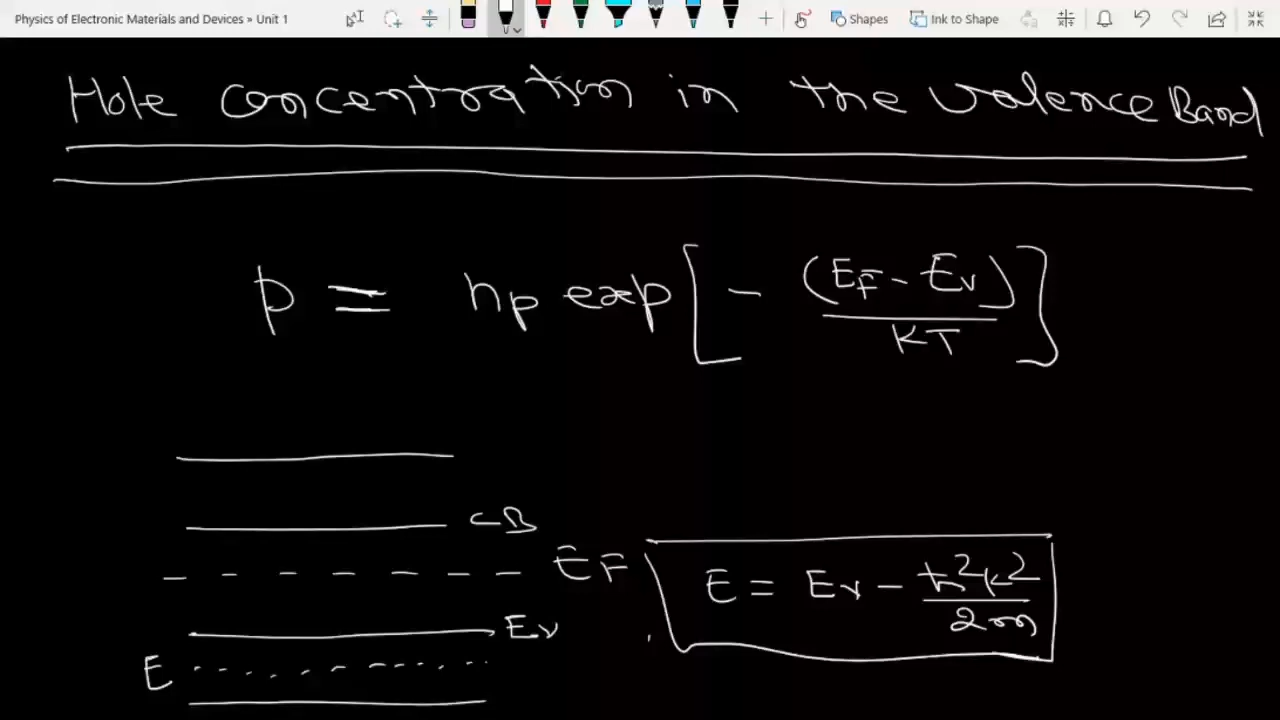 Physics of Electronic Materials and Devices » Unit 1
Shapes
Ink to Shape
Hole concentration in the valence Band
p = np exp[ - (EF - Ev) / KT ]
CB
EF
E = Ev - ħ²k² / 2m
Ev
E